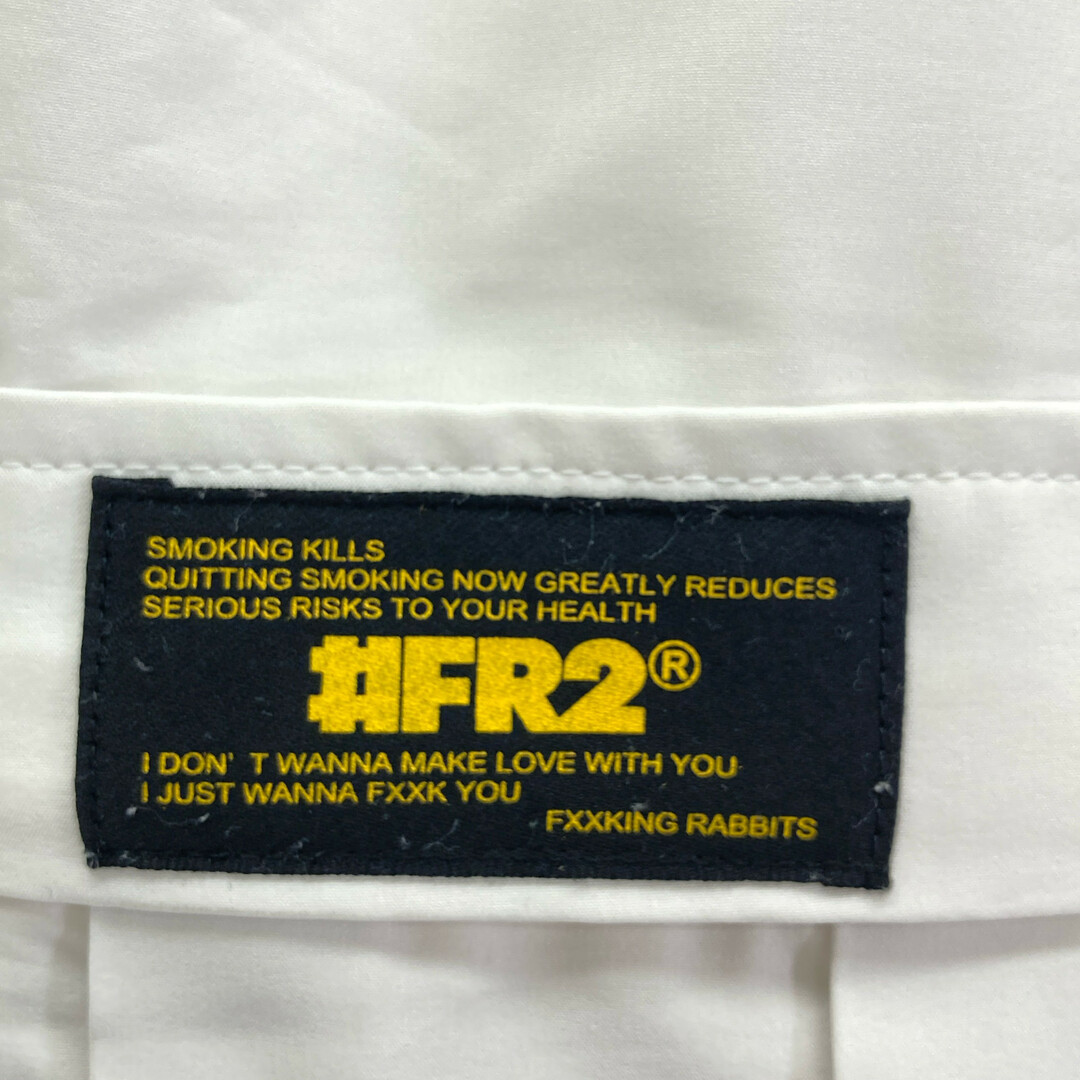 SMOKING KILLS
QUITTING SMOKING NOW GREATLY REDUCES
SERIOUS RISKS TO YOUR HEALTH
#FR2®
I DON' T WANNA MAKE LOVE WITH YOU
I JUST WANNA FXXK YOU
FXXKING RABBITS